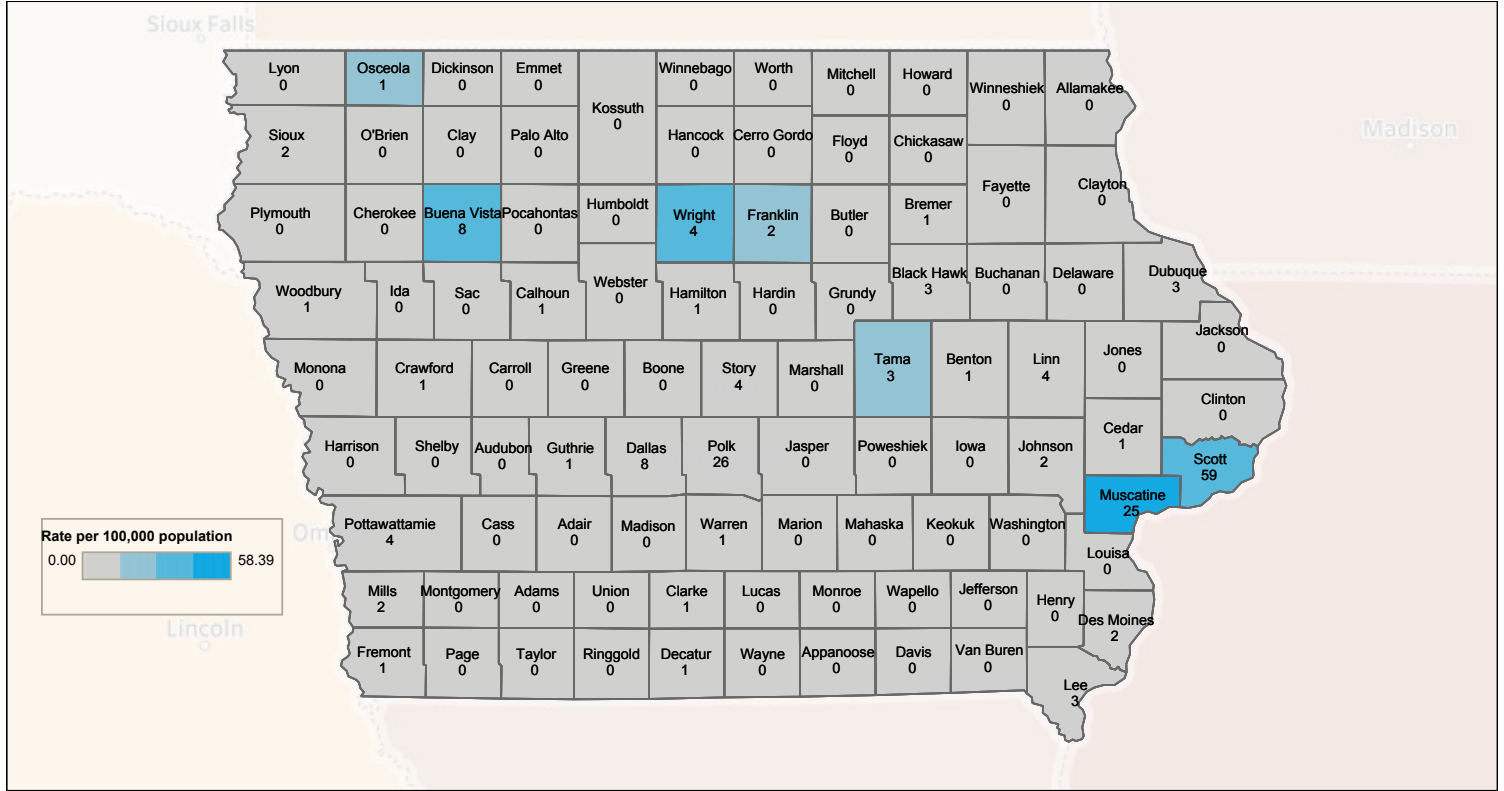 Sioux Falls
Lyon
0
Osceola
1
Dickinson
0
Emmet
0
Kossuth
0
Winnebago
0
Worth
0
Mitchell
0
Howard
0
Winneshiek
0
Allamakee
0
Sioux
2
O'Brien
0
Clay
0
Palo Alto
0
Hancock
0
Cerro Gordo
0
Floyd
0
Chickasaw
0
Madison
Plymouth
0
Cherokee
0
Buena Vista
8
Pocahontas
0
Humboldt
0
Wright
4
Franklin
2
Butler
0
Bremer
1
Fayette
0
Clayton
0
Woodbury
1
Ida
0
Sac
0
Calhoun
1
Webster
0
Hamilton
1
Hardin
0
Grundy
0
Black Hawk
3
Buchanan
0
Delaware
0
Dubuque
3
Monona
0
Crawford
1
Carroll
0
Greene
0
Boone
0
Story
4
Marshall
0
Tama
3
Benton
1
Linn
4
Jones
0
Jackson
0
Clinton
0
Harrison
0
Shelby
0
Audubon
0
Guthrie
1
Dallas
8
Polk
26
Jasper
0
Poweshiek
0
Iowa
0
Johnson
2
Cedar
1
Scott
59
Muscatine
25
Pottawattamie
4
Cass
0
Adair
0
Madison
0
Warren
1
Marion
0
Mahaska
0
Keokuk
0
Washington
0
Louisa
0
Rate per 100,000 population
0.00
58.39
Om
Mills
2
Montgomery
0
Adams
0
Union
0
Clarke
1
Lucas
0
Monroe
0
Wapello
0
Jefferson
0
Henry
0
Des Moines
2
Lincoln
Fremont
1
Page
0
Taylor
0
Ringgold
0
Decatur
1
Wayne
0
Appanoose
0
Davis
0
Van Buren
0
Lee
3